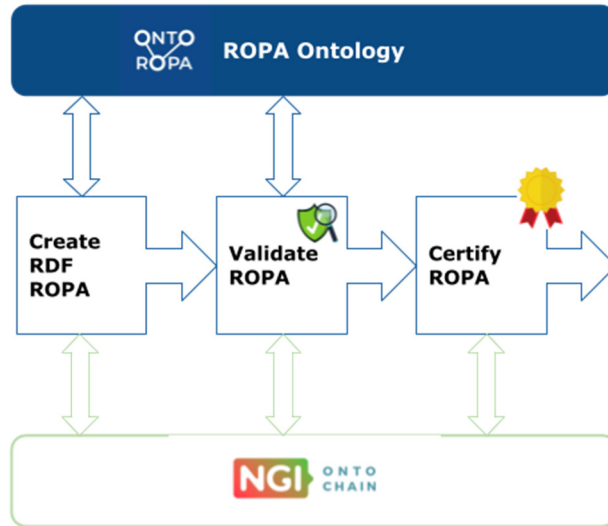 ONTO
ROPA
ROPA Ontology
Create
RDF
ROPA
Validate
ROPA
Certify
ROPA
NGI
ONTO
CHAIN